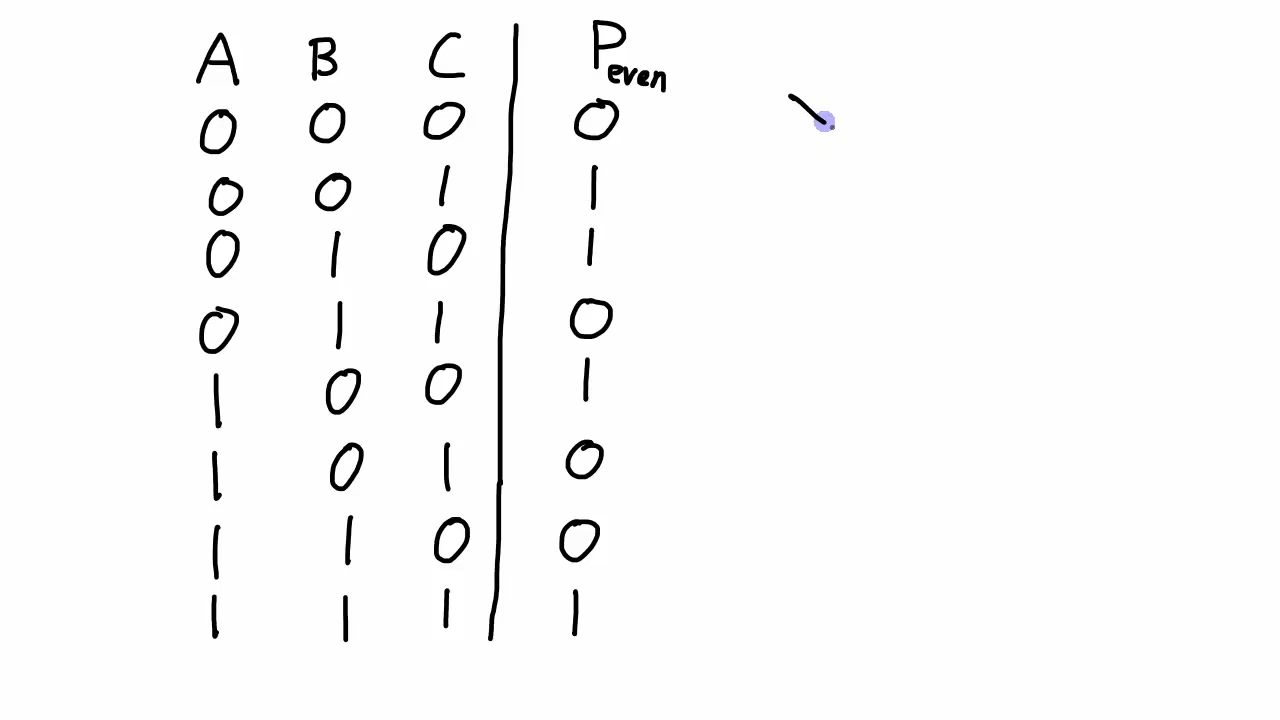 A B C P even
0 0 0 0
0 0 1 1
0 1 0 1
0 1 1 0
1 0 0 1
1 0 1 0
1 1 0 0
1 1 1 1